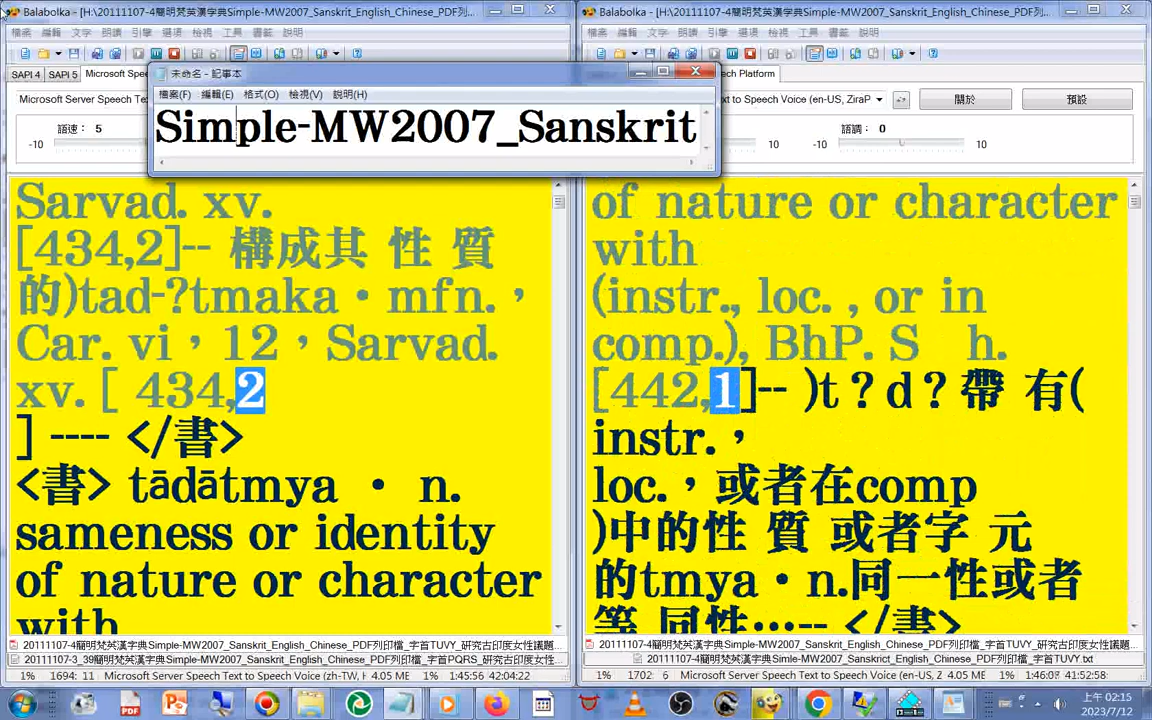 Balabolka - [H:\20111107-4簡明梵英漢字典Simple-MW2007_Sanskrit_English_Chinese_PDF列...
檔案 編輯 文字 朗讀 引擎 選項 檢視 工具 書籤 說明
SAPI 4 SAPI 5 Microsoft Spe
Microsoft Server Speech Text
語速： 5
-10
未命名 - 記事本
檔案(F) 編輯(E) 格式(O) 檢視(V) 說明(H)
Simple-MW2007_Sanskrit
Sarvad. xv.
[434,2]-- 構成其 性 質
的)tad-?tmaka・mfn.，
Car. vi，12，Sarvad.
xv. [ 434,2
] ---- </書>
<書> tādātmya ・ n.
sameness or identity
of nature or character
with
20111107-4簡明梵英漢字典Simple-MW2007_Sanskrit_English_Chinese_PDF列印檔_字首TUVY_研究古印度女性議題
20111107-3_39簡明梵英漢字典Simple-MW2007_Sanskrit_English_Chinese_PDF列印檔_字首PQRS_研究古印度女性
1% 1694: 11 Microsoft Server Speech Text to Speech Voice (zh-TW, H 4.05 ME 1% 1:45:56 42:04:22
Balabolka - [H:\20111107-4簡明梵英漢字典Simple-MW2007_Sanskrit_English_Chinese_PDF列...
檔案 編輯 文字 朗讀 引擎 選項 檢視 工具 書籤 說明
ech Platform
xt to Speech Voice (en-US, ZiraP
關於 預設
語調： 0
10 -10 10
of nature or character
with
(instr., loc. , or in
comp.), BhP. S h.
[442,1]-- )t？d？帶 有(
instr.，
loc.，或者在comp
)中的性 質 或者字 元
的tmya・n.同一性或者
等 同性…-- </書>
20111107-4簡明梵英漢字典Simple-MW2007_Sanskrit_English_Chinese_PDF列印檔_字首TUVY_研究古印度女性議題
20111107-4簡明梵英漢字典Simple-MW2007_Sanskrict_English_Chinese_PDF列印檔_字首TUVY.txt
1% 1702: 6 Microsoft Server Speech Text to Speech Voice (en-US, Z 4.05 ME 1% 1:46:07 41:52:58
上午 02:15
2023/7/12